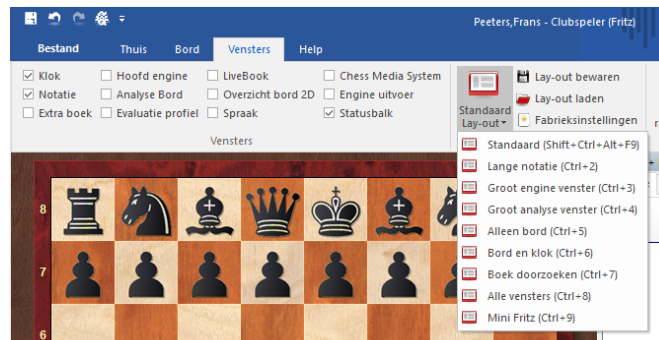 Peeters,Frans - Clubspeler (Fritz)
Bestand Thuis Bord Vensters Help
Klok Hoofd engine LiveBook Chess Media System
Notatie Analyse Bord Overzicht bord 2D Engine uitvoer
Extra boek Evaluatie profiel Spraak Statusbalk
Vensters
Standaard
Lay-out
Lay-out bewaren
Lay-out laden
Fabrieksinstellingen
Standaard (Shift+Ctrl+Alt+F9)
Lange notatie (Ctrl+2)
Groot engine venster (Ctrl+3)
Groot analyse venster (Ctrl+4)
Alleen bord (Ctrl+5)
Bord en klok (Ctrl+6)
Boek doorzoeken (Ctrl+7)
Alle vensters (Ctrl+8)
Mini Fritz (Ctrl+9)
8
7
6